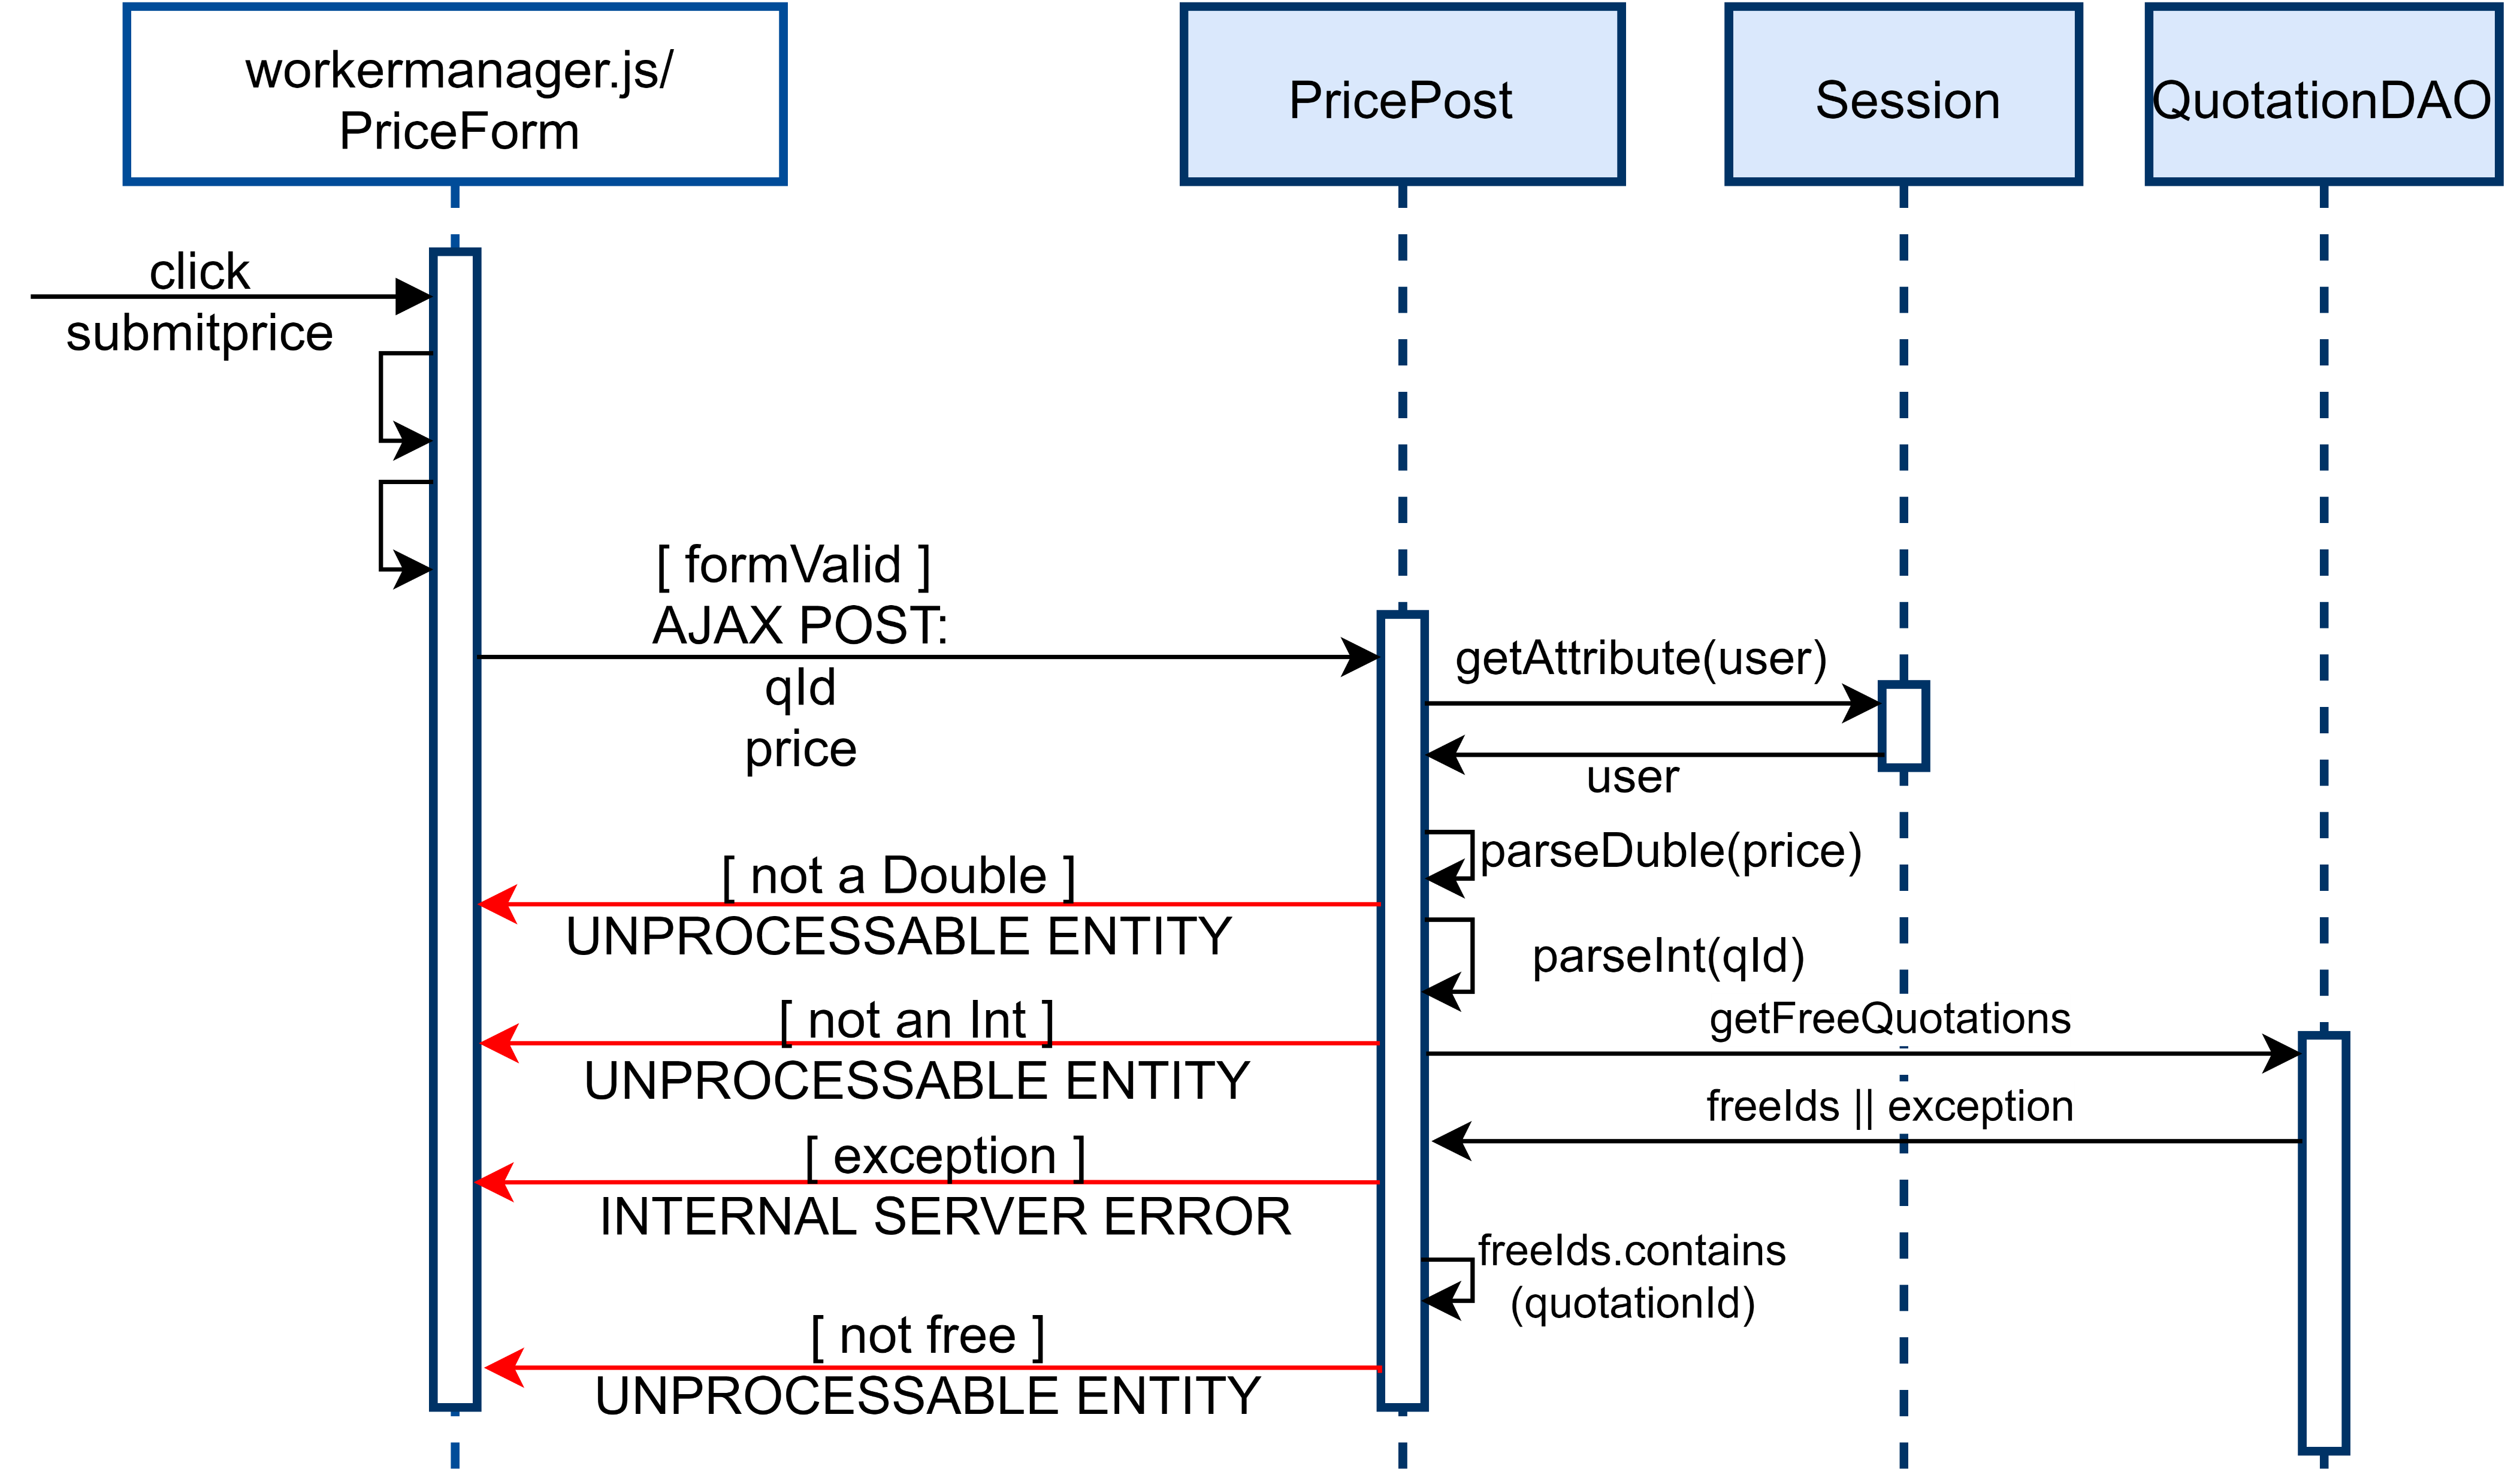 workermanager.js/
PriceForm
PricePost
Session
QuotationDAO
click
submitprice
[ formValid ]
AJAX POST:
qId
price
getAttribute(user)
user
parseDuble(price)
[ not a Double ]
UNPROCESSABLE ENTITY
parseInt(qId)
[ not an Int ]
UNPROCESSABLE ENTITY
getFreeQuotations
freeIds || exception
[ exception ]
INTERNAL SERVER ERROR
freeIds.contains
(quotationId)
[ not free ]
UNPROCESSABLE ENTITY